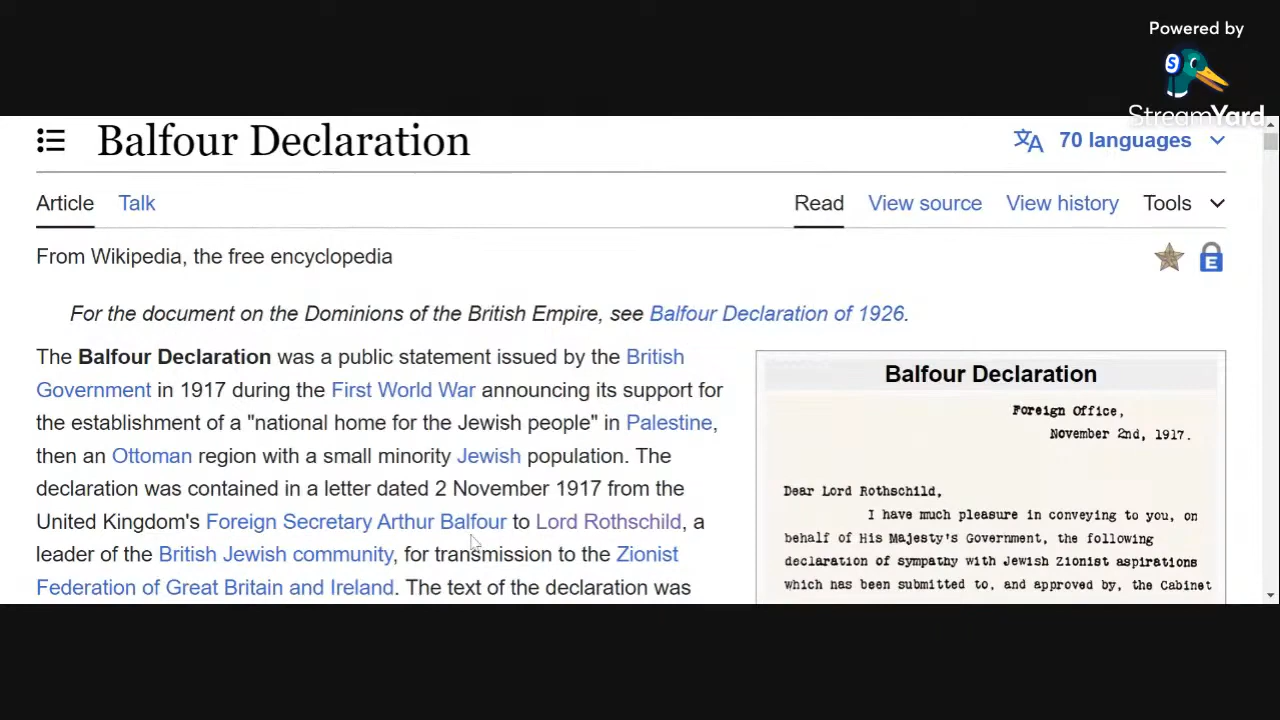 Powered by
StreamYard
Balfour Declaration
70 languages
Article Talk Read View source View history Tools
From Wikipedia, the free encyclopedia
E
For the document on the Dominions of the British Empire, see Balfour Declaration of 1926.
The Balfour Declaration was a public statement issued by the British
Government in 1917 during the First World War announcing its support for
the establishment of a "national home for the Jewish people" in Palestine,
then an Ottoman region with a small minority Jewish population. The
declaration was contained in a letter dated 2 November 1917 from the
United Kingdom's Foreign Secretary Arthur Balfour to Lord Rothschild, a
leader of the British Jewish community, for transmission to the Zionist
Federation of Great Britain and Ireland. The text of the declaration was
Balfour Declaration
Foreign Office,
November 2nd, 1917.
Dear Lord Rothschild,
I have much pleasure in conveying to you, on
behalf of His Majesty's Government, the following
declaration of sympathy with Jewish Zionist aspirations
which has been submitted to, and approved by, the Cabinet